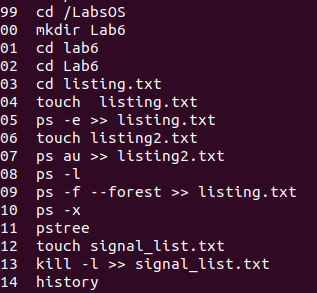 99 cd /LabsOS
00 mkdir Lab6
01 cd lab6
02 cd Lab6
03 cd listing.txt
04 touch  listing.txt
05 ps -e >> listing.txt
06 touch listing2.txt
07 ps au >> listing2.txt
08 ps -l
09 ps -f --forest >> listing.txt
10 ps -x
11 pstree
12 touch signal_list.txt
13 kill -l >> signal_list.txt
14 history